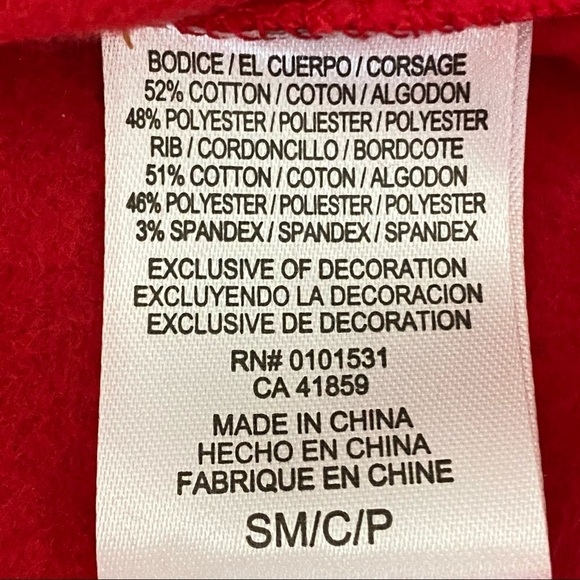 BODICE / EL CUERPO / CORSAGE
52% COTTON / COTON / ALGODON
48% POLYESTER / POLIESTER / POLYESTER
RIB / CORDONCILLO / BORDCOTE
51% COTTON / COTON / ALGODON
46% POLYESTER / POLIESTER / POLYESTER
3% SPANDEX / SPANDEX / SPANDEX
EXCLUSIVE OF DECORATION
EXCLUYENDO LA DECORACION
EXCLUSIVE DE DECORATION
RN# 0101531
CA 41859
MADE IN CHINA
HECHO EN CHINA
FABRIQUE EN CHINE
SM/C/P